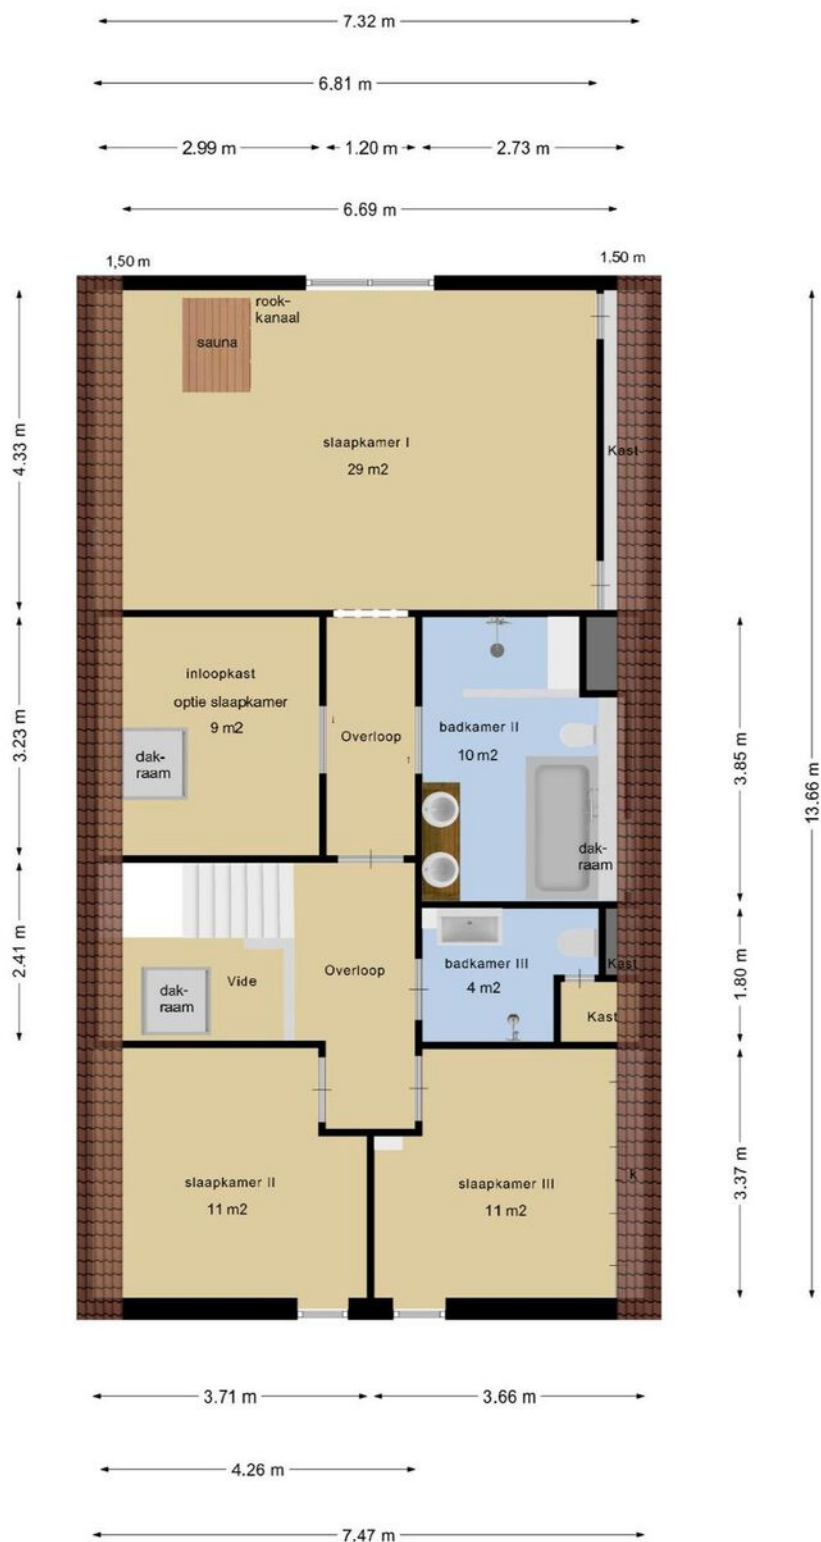 7.32 m
6.81 m
2.99 m
1.20 m
2.73 m
6.69 m
1,50 m
1.50 m
rook-
kanaal
sauna
slaapkamer I
29 m2
Kast
4.33 m
13.66 m
inloopkast
optie slaapkamer
9 m2
dak-
raam
Overloop
badkamer II
10 m2
dak-
raam
3.23 m
3.85 m
Vide
dak-
raam
Overloop
badkamer III
4 m2
Kast
Kast
2.41 m
1.80 m
slaapkamer II
11 m2
slaapkamer III
11 m2
k
3.37 m
3.71 m
3.66 m
4.26 m
7.47 m